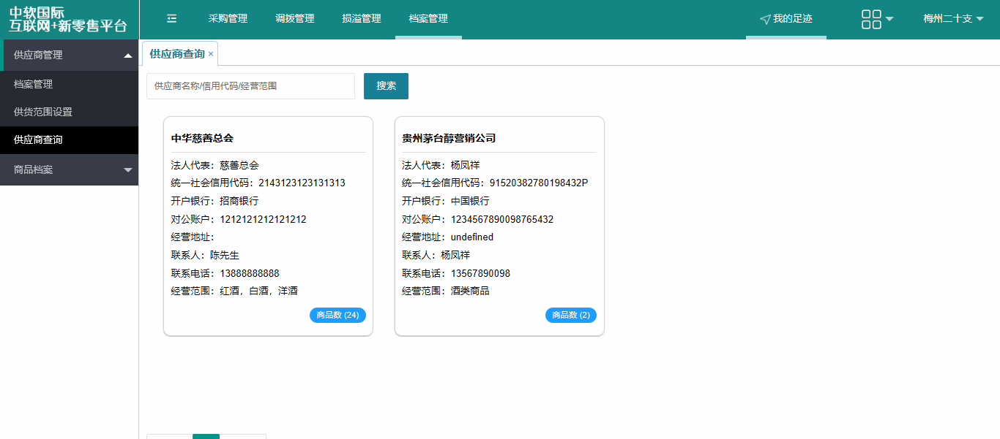 中软国际
互联网+新零售平台
采购管理
调拨管理
损溢管理
档案管理
我的足迹
梅州二十支
供应商管理
档案管理
供货范围设置
供应商查询
商品档案
供应商查询 ×
供应商名称/信用代码/经营范围
搜索
中华慈善总会
法人代表：慈善总会
统一社会信用代码：2143123123131313
开户银行：招商银行
对公账户：1212121212121212
经营地址：
联系人：陈先生
联系电话：13888888888
经营范围：红酒，白酒，洋酒
商品数 (24)
贵州茅台醇营销公司
法人代表：杨凤祥
统一社会信用代码：91520382780198432P
开户银行：中国银行
对公账户：1234567890098765432
经营地址：undefined
联系人：杨凤祥
联系电话：13567890098
经营范围：酒类商品
商品数 (2)